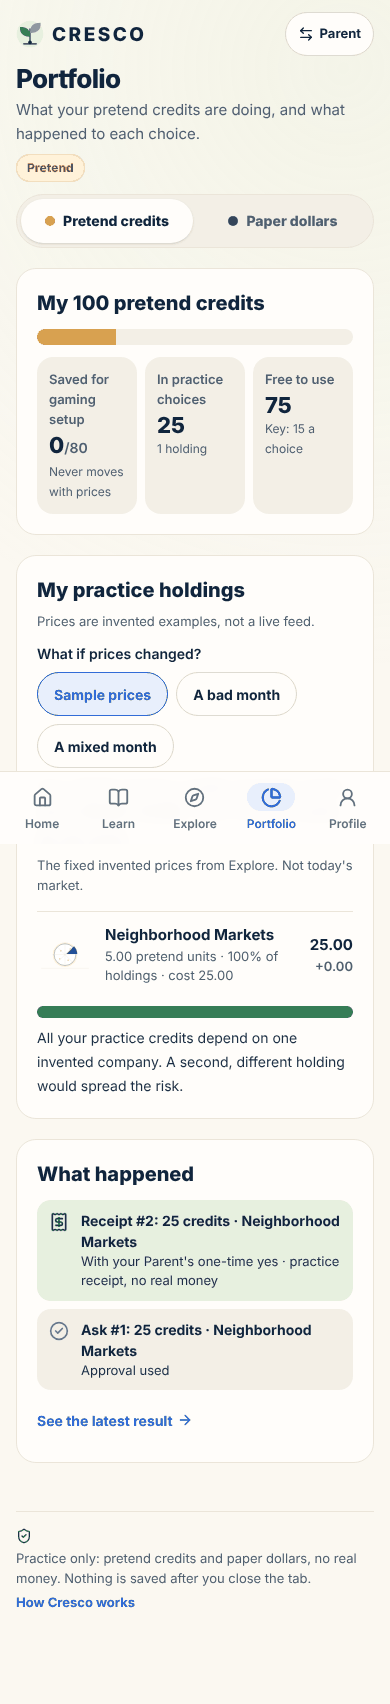 CRESCO
Parent
Portfolio
What your pretend credits are doing, and what
happened to each choice.
Pretend
Pretend credits
Paper dollars
My 100 pretend credits
Saved for
gaming
setup
0/80
Never moves
with prices
In practice
choices
25
1 holding
Free to use
75
Key: 15 a
choice
My practice holdings
Prices are invented examples, not a live feed.
What if prices changed?
Sample prices
A bad month
A mixed month
Home
Learn
Explore
Portfolio
Profile
The fixed invented prices from Explore. Not today's
market.
Neighborhood Markets
5.00 pretend units · 100% of
holdings · cost 25.00
25.00
+0.00
All your practice credits depend on one
invented company. A second, different holding
would spread the risk.
What happened
Receipt #2: 25 credits · Neighborhood
Markets
With your Parent's one-time yes · practice
receipt, no real money
Ask #1: 25 credits · Neighborhood
Markets
Approval used
See the latest result →
Practice only: pretend credits and paper dollars, no real
money. Nothing is saved after you close the tab.
How Cresco works